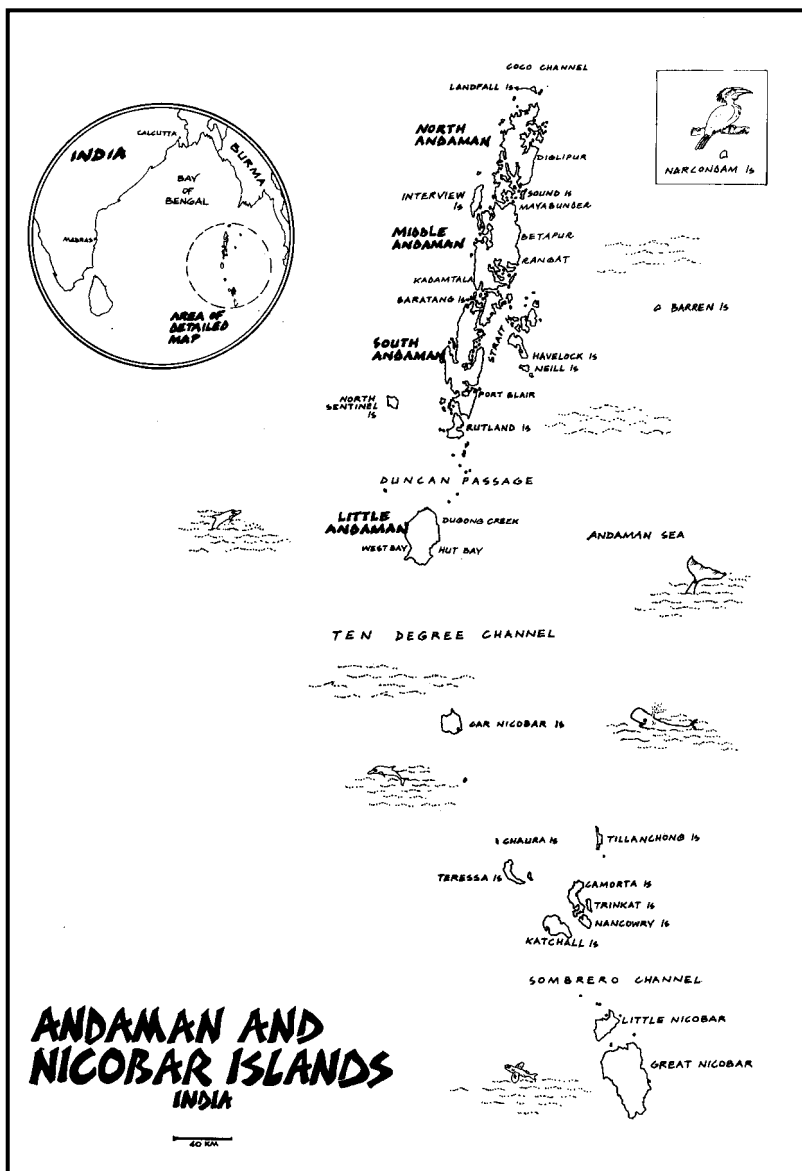 COCO CHANNEL
LANDFALL Is
NORTH
ANDAMAN
DIGLIPUR
NARCONDAM Is
CALCUTTA
INDIA
BURMA
BAY
OF
BENGAL
MADRAS
AREA OF
DETAILED
MAP
INTERVIEW
Is
SOUND Is
MAYABUNDER
MIDDLE
ANDAMAN
BETAPUR
RANGAT
KADAMTALA
BARATANG Is
BARREN Is
STRAIT
SOUTH
ANDAMAN
HAVELOCK Is
NEILL Is
NORTH
SENTINEL
Is
PORT BLAIR
RUTLAND Is
DUNCAN PASSAGE
LITTLE
ANDAMAN
DUGONG CREEK
WEST BAY
HUT BAY
ANDAMAN SEA
TEN DEGREE CHANNEL
CAR NICOBAR Is
CHAURA Is
TILLANCHONG Is
TERESSA Is
CAMORTA Is
TRINKAT Is
NANCOWRY Is
KATCHALL Is
SOMBRERO CHANNEL
LITTLE NICOBAR
GREAT NICOBAR
ANDAMAN AND
NICOBAR ISLANDS
INDIA
40 KM